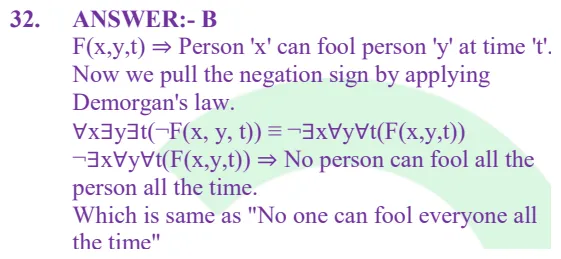 32. ANSWER:- B
F(x,y,t) ⇒ Person 'x' can fool person 'y' at time 't'.
Now we pull the negation sign by applying
Demorgan's law.
∀x∃y∃t(¬F(x, y, t)) ≡ ¬∃x∀y∀t(F(x,y,t))
¬∃x∀y∀t(F(x,y,t)) ⇒ No person can fool all the
person all the time.
Which is same as "No one can fool everyone all
the time"